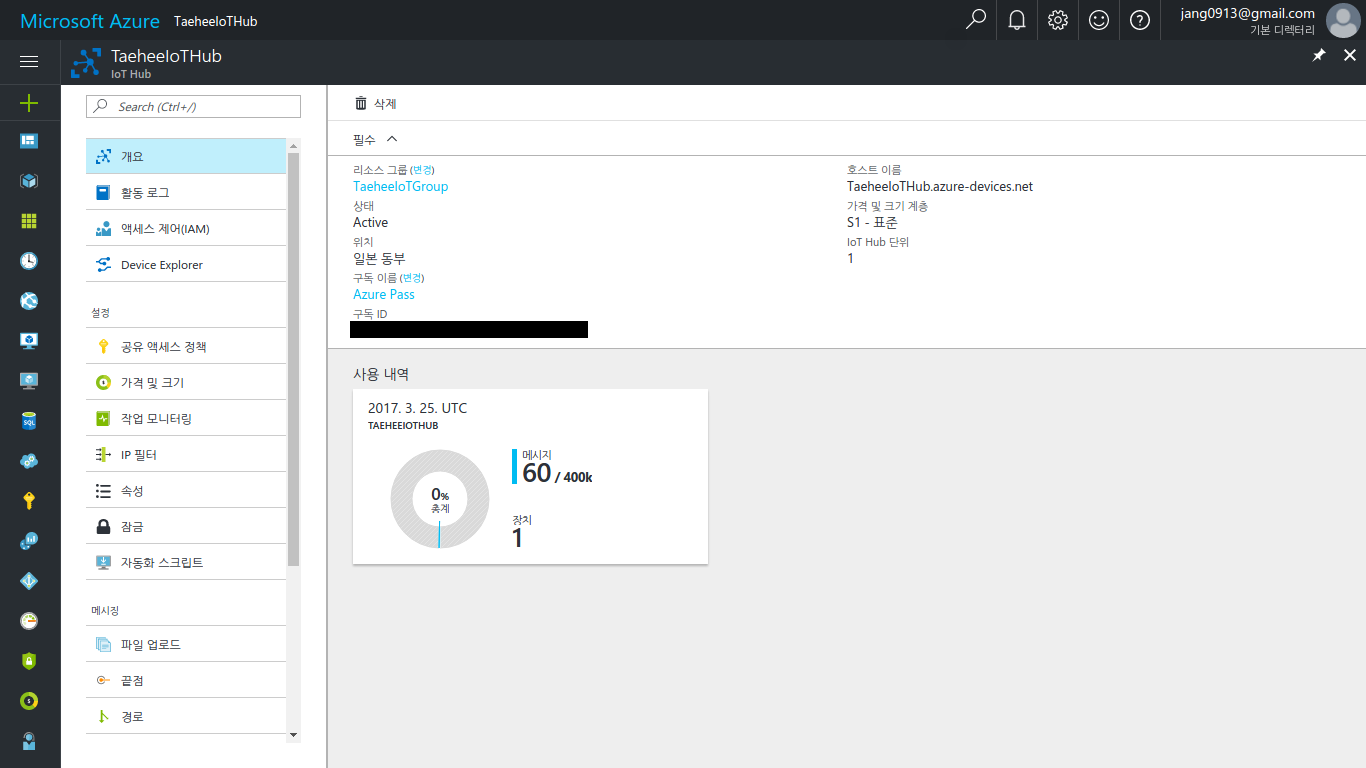 Microsoft Azure TaeheeIoTHub
jang0913@gmail.com
기본 디렉터리
TaeheeIoTHub
IoT Hub
Search (Ctrl+/)
개요
활동 로그
액세스 제어(IAM)
Device Explorer
설정
공유 액세스 정책
가격 및 크기
작업 모니터링
IP 필터
속성
잠금
자동화 스크립트
메시징
파일 업로드
끝점
경로
삭제
필수
리소스 그룹 (변경)
TaeheeIoTGroup
상태
Active
위치
일본 동부
구독 이름 (변경)
Azure Pass
구독 ID
호스트 이름
TaeheeIoTHub.azure-devices.net
가격 및 크기 계층
S1 - 표준
IoT Hub 단위
1
사용 내역
2017. 3. 25. UTC
TAEHEEIOTHUB
0%
총계
메시지
60 / 400k
장치
1
SQL